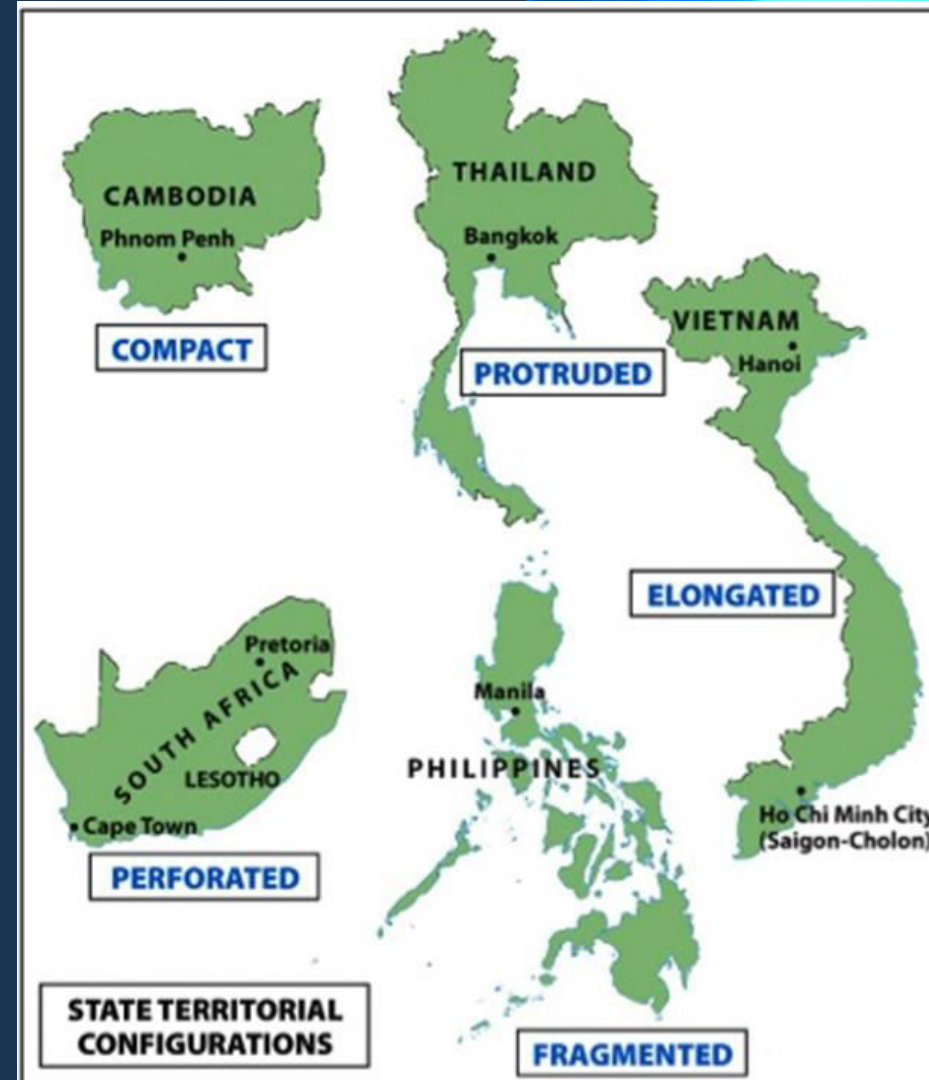 CAMBODIA
Phnom Penh
COMPACT
THAILAND
Bangkok
PROTRUDED
VIETNAM
Hanoi
ELONGATED
Ho Chi Minh City
(Saigon-Cholon)
Pretoria
SOUTH AFRICA
LESOTHO
Cape Town
PERFORATED
Manila
PHILIPPINES
FRAGMENTED
STATE TERRITORIAL
CONFIGURATIONS